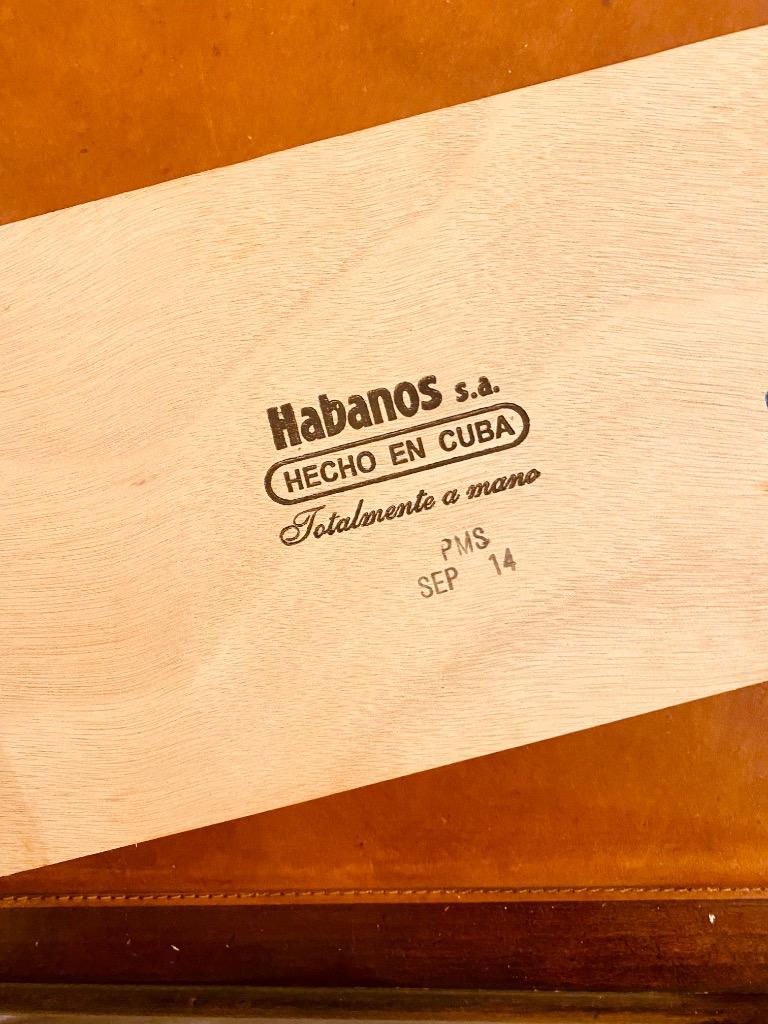 Habanos s.a.
HECHO EN CUBA
Totalmente a mano
PMS
SEP 14